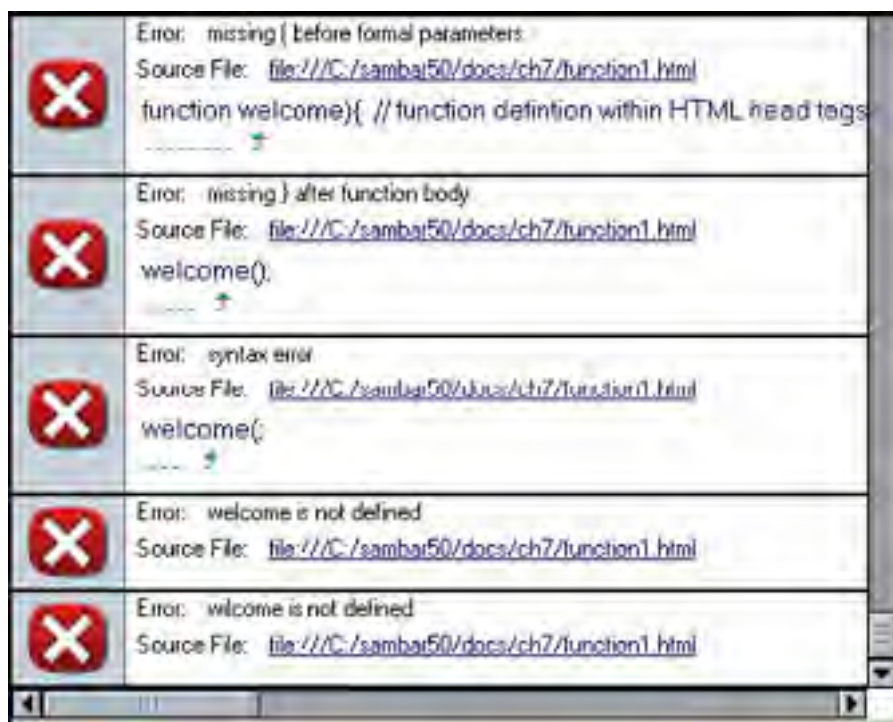 Error: missing ( before formal parameters
Source File: file:///C:/sambar50/docs/ch7/function1.html
function welcome){ // function defintion within HTML head tags
Error: missing } after function body
Source File: file:///C:/sambar50/docs/ch7/function1.html
welcome();
Error: syntax error
Source File: file:///C:/sambar50/docs/ch7/function1.html
welcome(;
Error: welcome is not defined
Source File: file:///C:/sambar50/docs/ch7/function1.html
Error: wilcome is not defined
Source File: file:///C:/sambar50/docs/ch7/function1.html